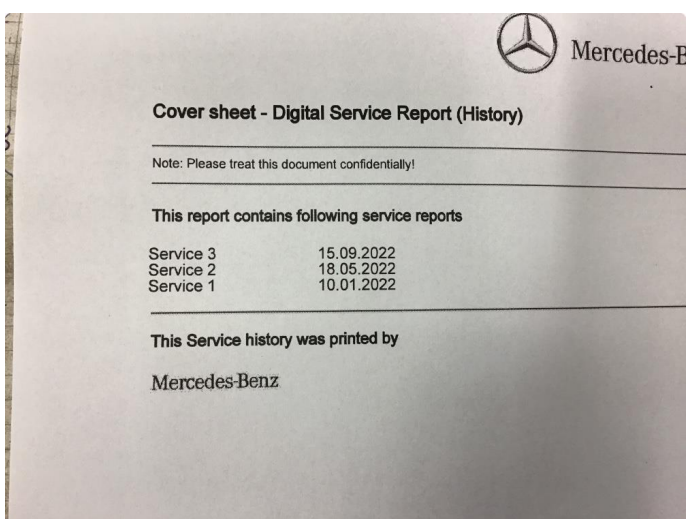 Mercedes-B
Cover sheet - Digital Service Report (History)
Note: Please treat this document confidentially!
This report contains following service reports
Service 3 15.09.2022
Service 2 18.05.2022
Service 1 10.01.2022
This Service history was printed by
Mercedes-Benz